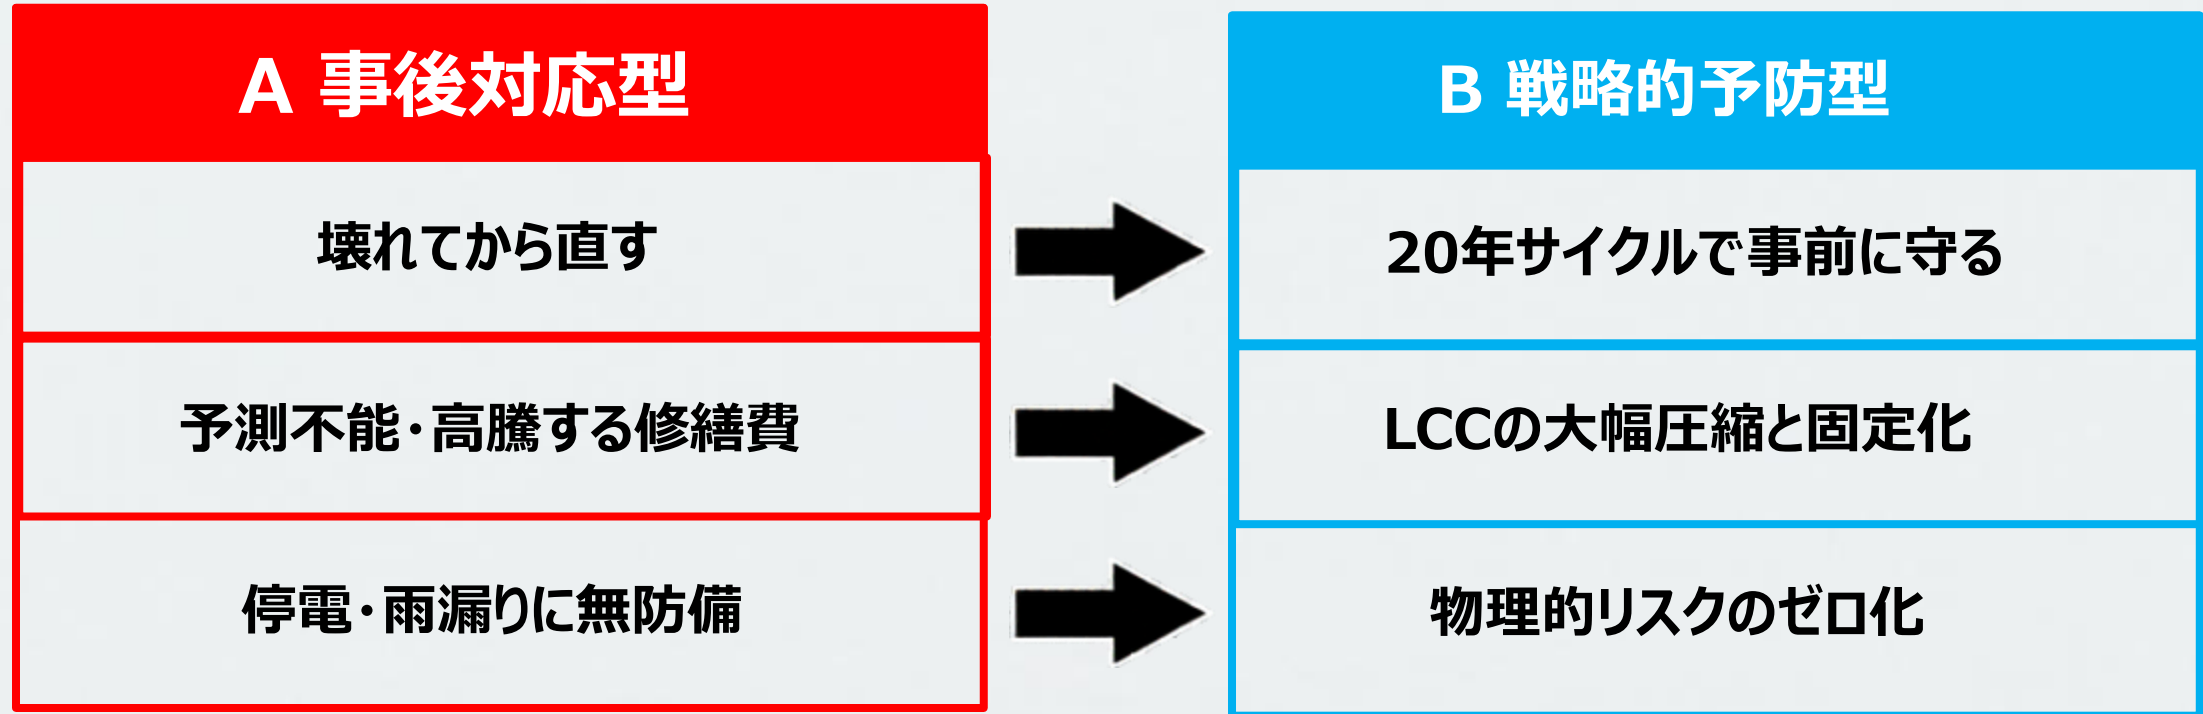 A 事後対応型
B 戦略的予防型
壊れてから直す
20年サイクルで事前に守る
予測不能・高騰する修繕費
LCCの大幅圧縮と固定化
停電・雨漏りに無防備
物理的リスクのゼロ化